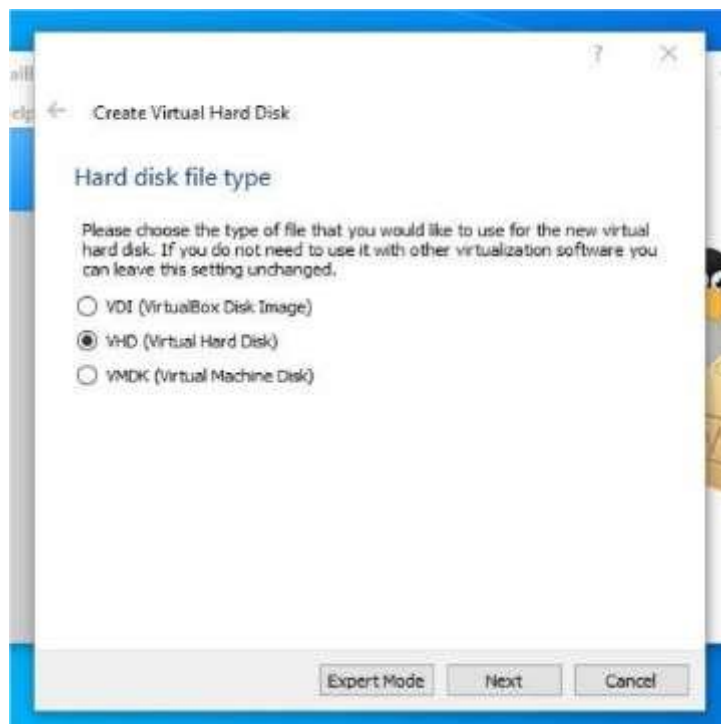 Create Virtual Hard Disk
Hard disk file type
Please choose the type of file that you would like to use for the new virtual
hard disk. If you do not need to use it with other virtualization software you
can leave this setting unchanged.
VDI (VirtualBox Disk Image)
VHD (Virtual Hard Disk)
VMDK (Virtual Machine Disk)
Expert Mode
Next
Cancel